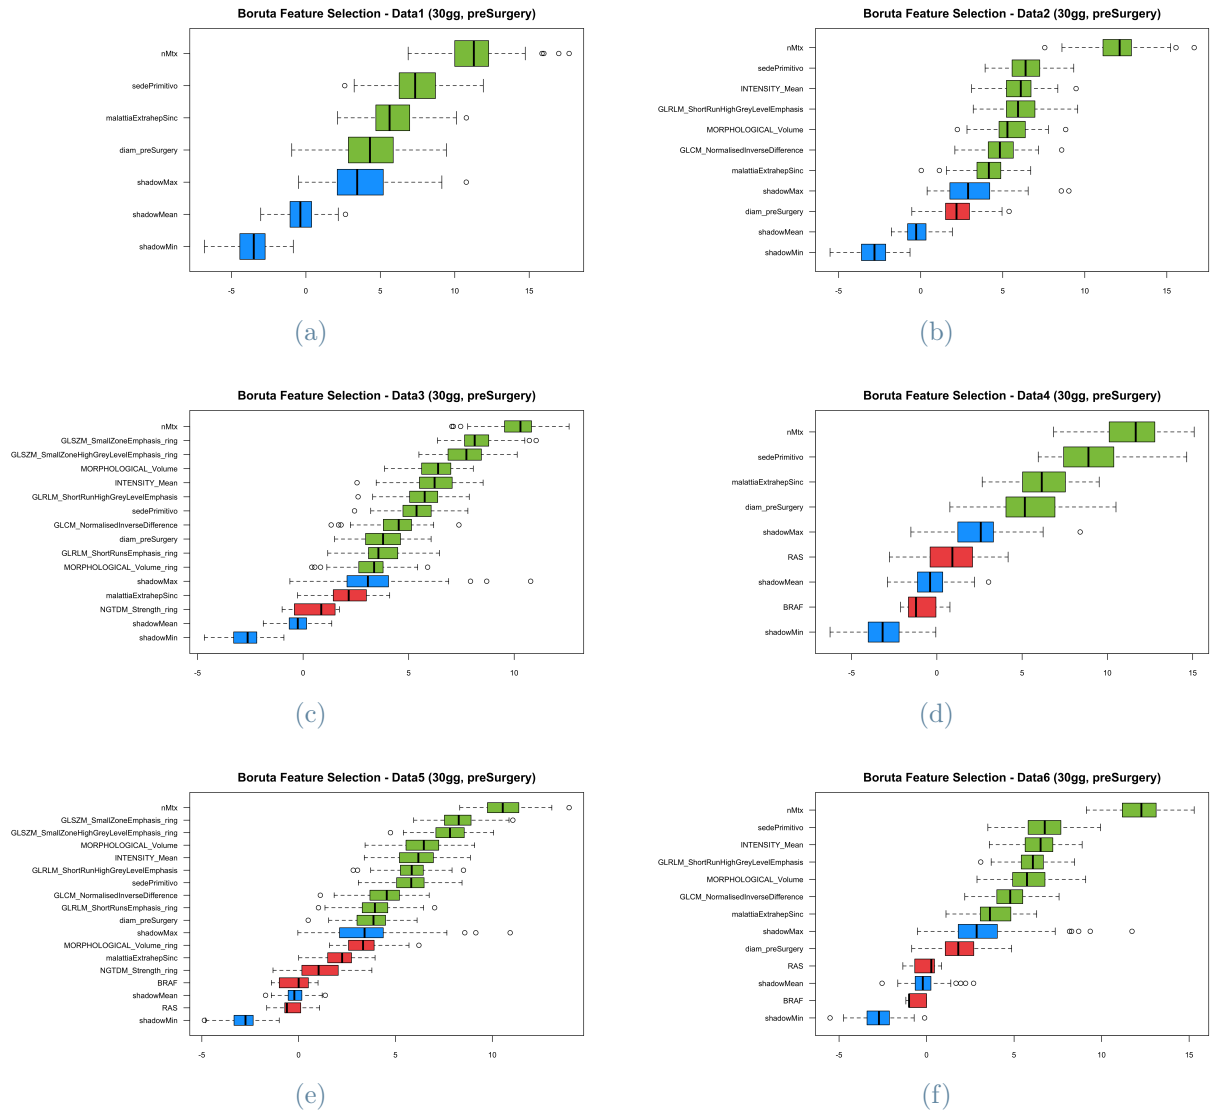 Boruta Feature Selection - Data1 (30gg, preSurgery)
nMtx
sedePrimitivo
malattiaExtrahepSinc
diam_preSurgery
shadowMax
shadowMean
shadowMin
-5 0 5 10 15
(a)
Boruta Feature Selection - Data2 (30gg, preSurgery)
nMtx
sedePrimitivo
INTENSITY_Mean
GLRLM_ShortRunHighGreyLevelEmphasis
MORPHOLOGICAL_Volume
GLCM_NormalisedInverseDifference
malattiaExtrahepSinc
shadowMax
diam_preSurgery
shadowMean
shadowMin
-5 0 5 10 15
(b)
Boruta Feature Selection - Data3 (30gg, preSurgery)
nMtx
GLSZM_SmallZoneEmphasis_ring
GLSZM_SmallZoneHighGreyLevelEmphasis_ring
MORPHOLOGICAL_Volume
INTENSITY_Mean
GLRLM_ShortRunHighGreyLevelEmphasis
sedePrimitivo
GLCM_NormalisedInverseDifference
diam_preSurgery
GLRLM_ShortRunsEmphasis_ring
MORPHOLOGICAL_Volume_ring
shadowMax
malattiaExtrahepSinc
NGTDM_Strength_ring
shadowMean
shadowMin
-5 0 5 10
(c)
Boruta Feature Selection - Data4 (30gg, preSurgery)
nMtx
sedePrimitivo
malattiaExtrahepSinc
diam_preSurgery
shadowMax
RAS
shadowMean
BRAF
shadowMin
-5 0 5 10 15
(d)
Boruta Feature Selection - Data5 (30gg, preSurgery)
nMtx
GLSZM_SmallZoneEmphasis_ring
GLSZM_SmallZoneHighGreyLevelEmphasis_ring
MORPHOLOGICAL_Volume
INTENSITY_Mean
GLRLM_ShortRunHighGreyLevelEmphasis
sedePrimitivo
GLCM_NormalisedInverseDifference
GLRLM_ShortRunsEmphasis_ring
diam_preSurgery
shadowMax
MORPHOLOGICAL_Volume_ring
malattiaExtrahepSinc
NGTDM_Strength_ring
BRAF
shadowMean
RAS
shadowMin
-5 0 5 10
(e)
Boruta Feature Selection - Data6 (30gg, preSurgery)
nMtx
sedePrimitivo
INTENSITY_Mean
GLRLM_ShortRunHighGreyLevelEmphasis
MORPHOLOGICAL_Volume
GLCM_NormalisedInverseDifference
malattiaExtrahepSinc
shadowMax
diam_preSurgery
RAS
shadowMean
BRAF
shadowMin
-5 0 5 10 15
(f)